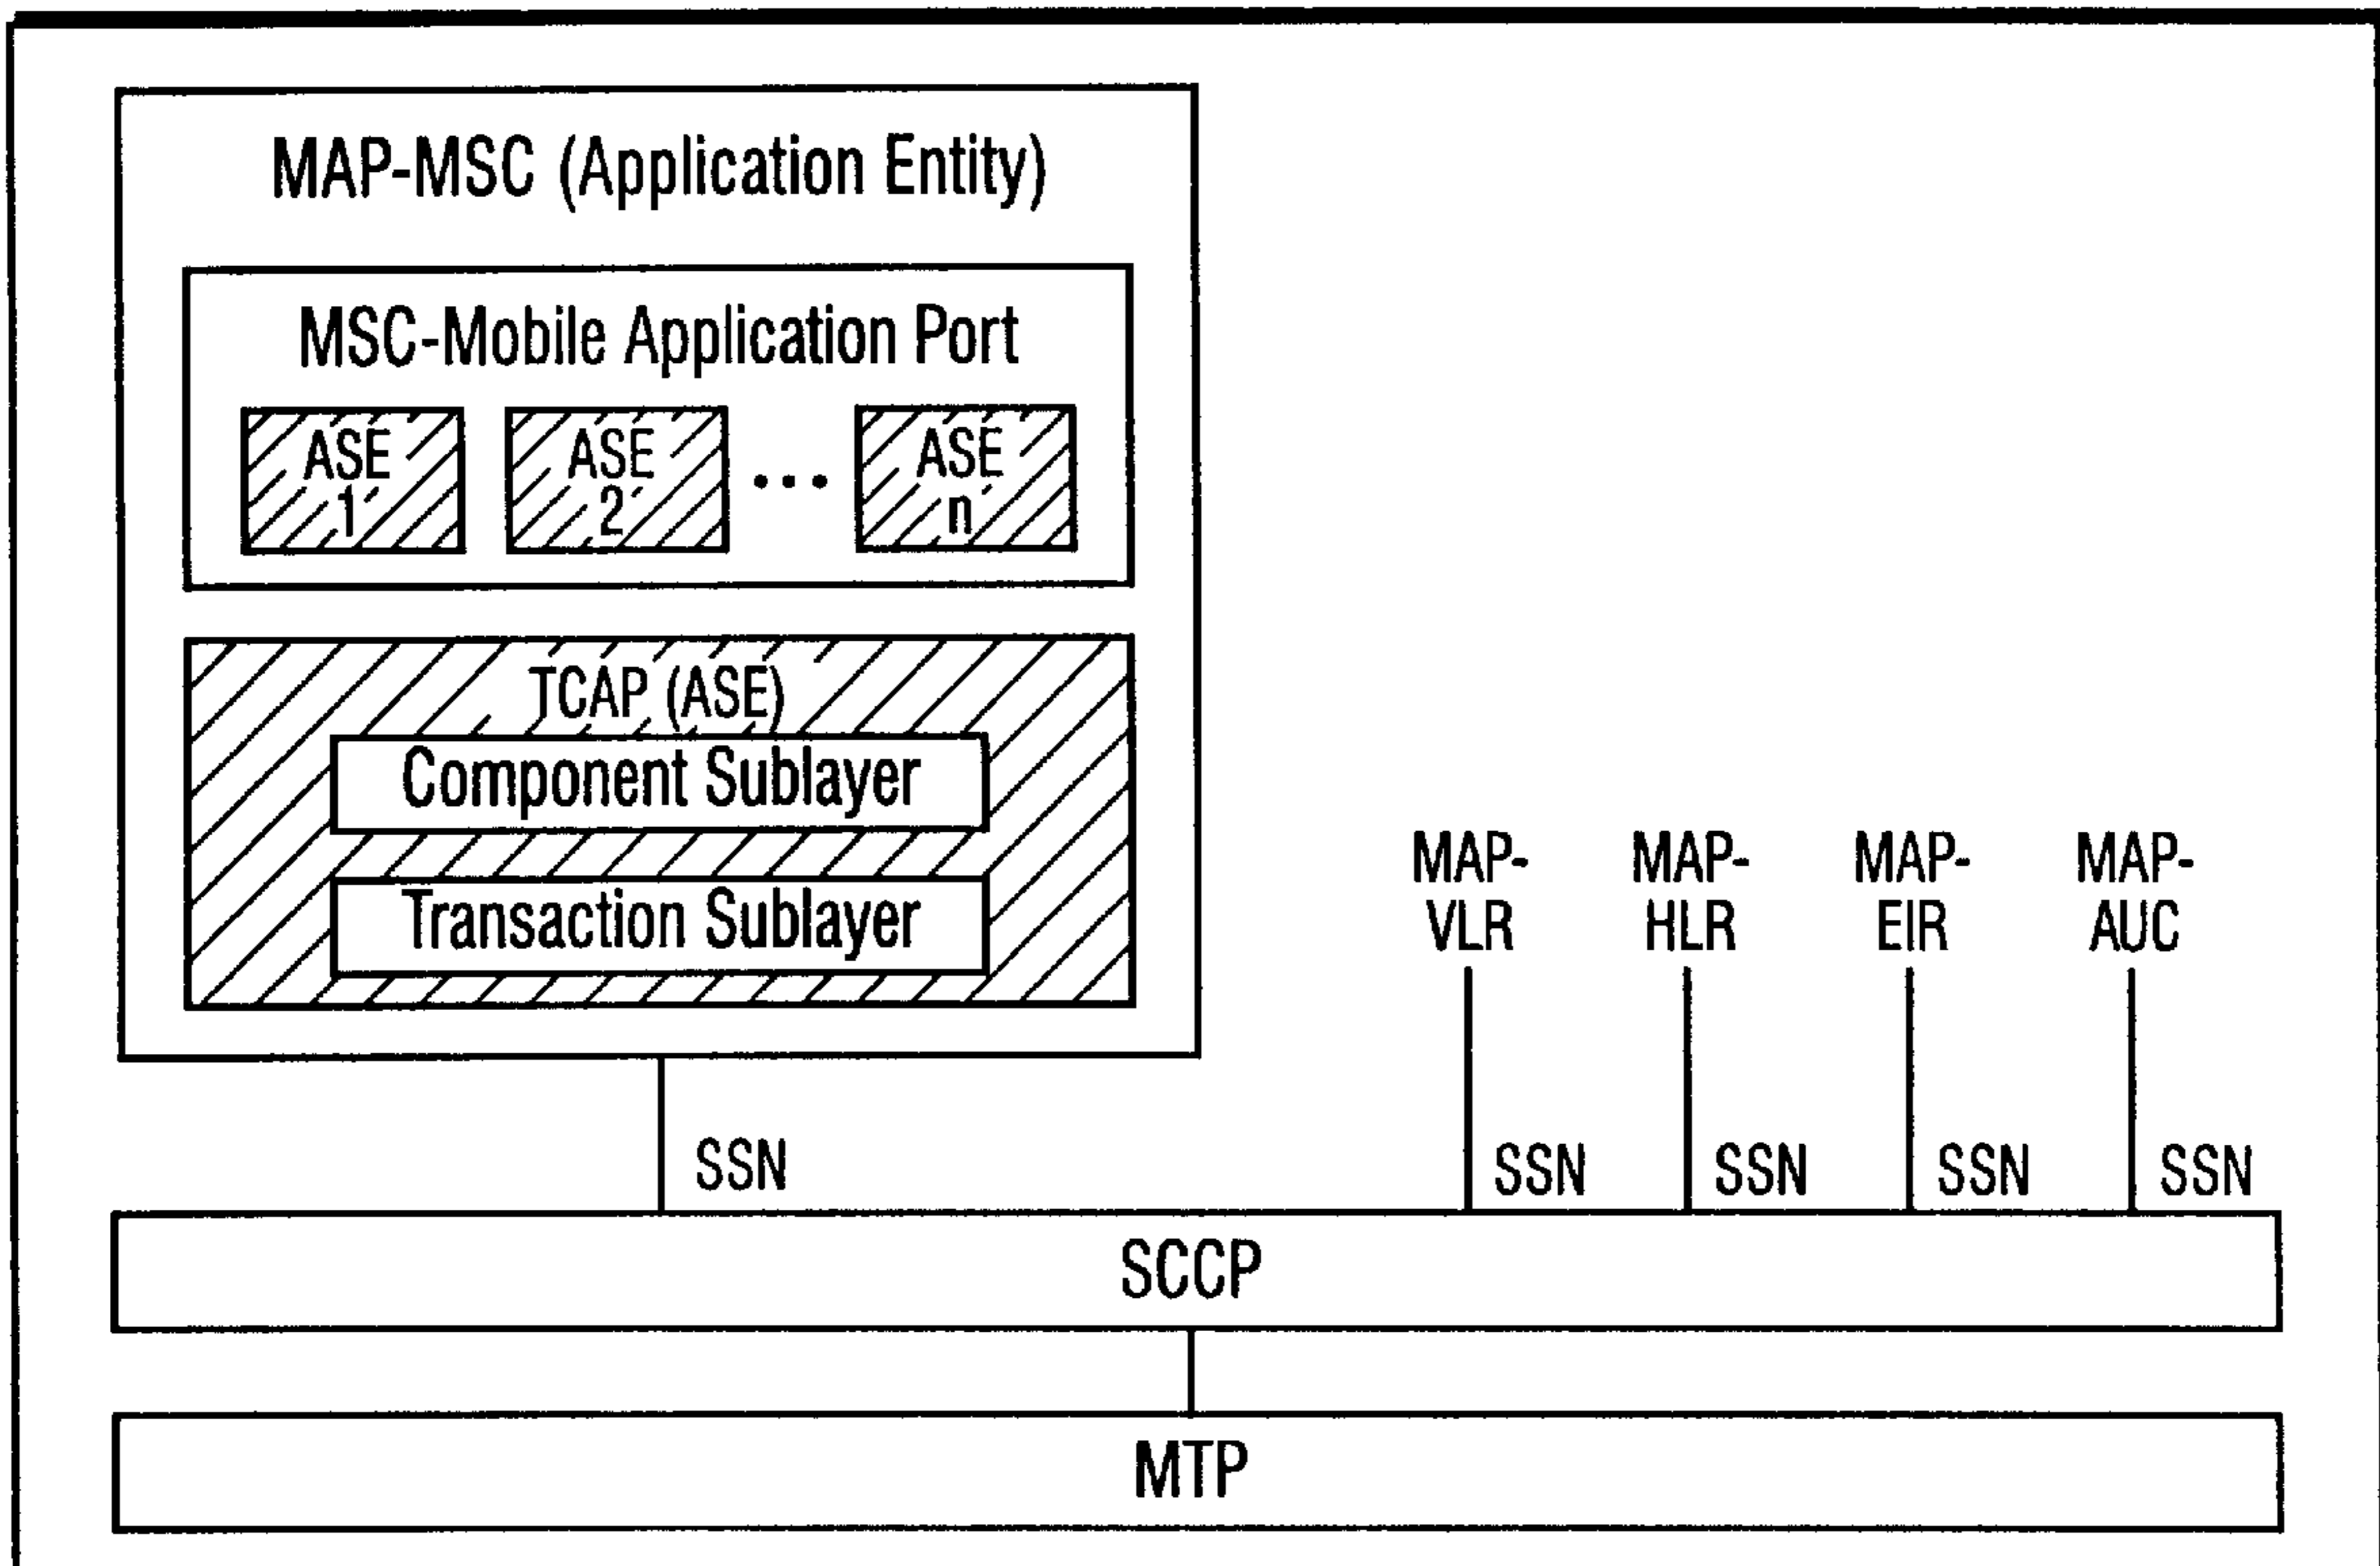 MAP-MSC (Application Entity)
MSC-Mobile Application Port
ASE
1
ASE
2
...
ASE
n
TCAP (ASE)
Component Sublayer
Transaction Sublayer
MAP-
VLR
MAP-
HLR
MAP-
EIR
MAP-
AUC
SSN
SSN
SSN
SSN
SSN
SCCP
MTP